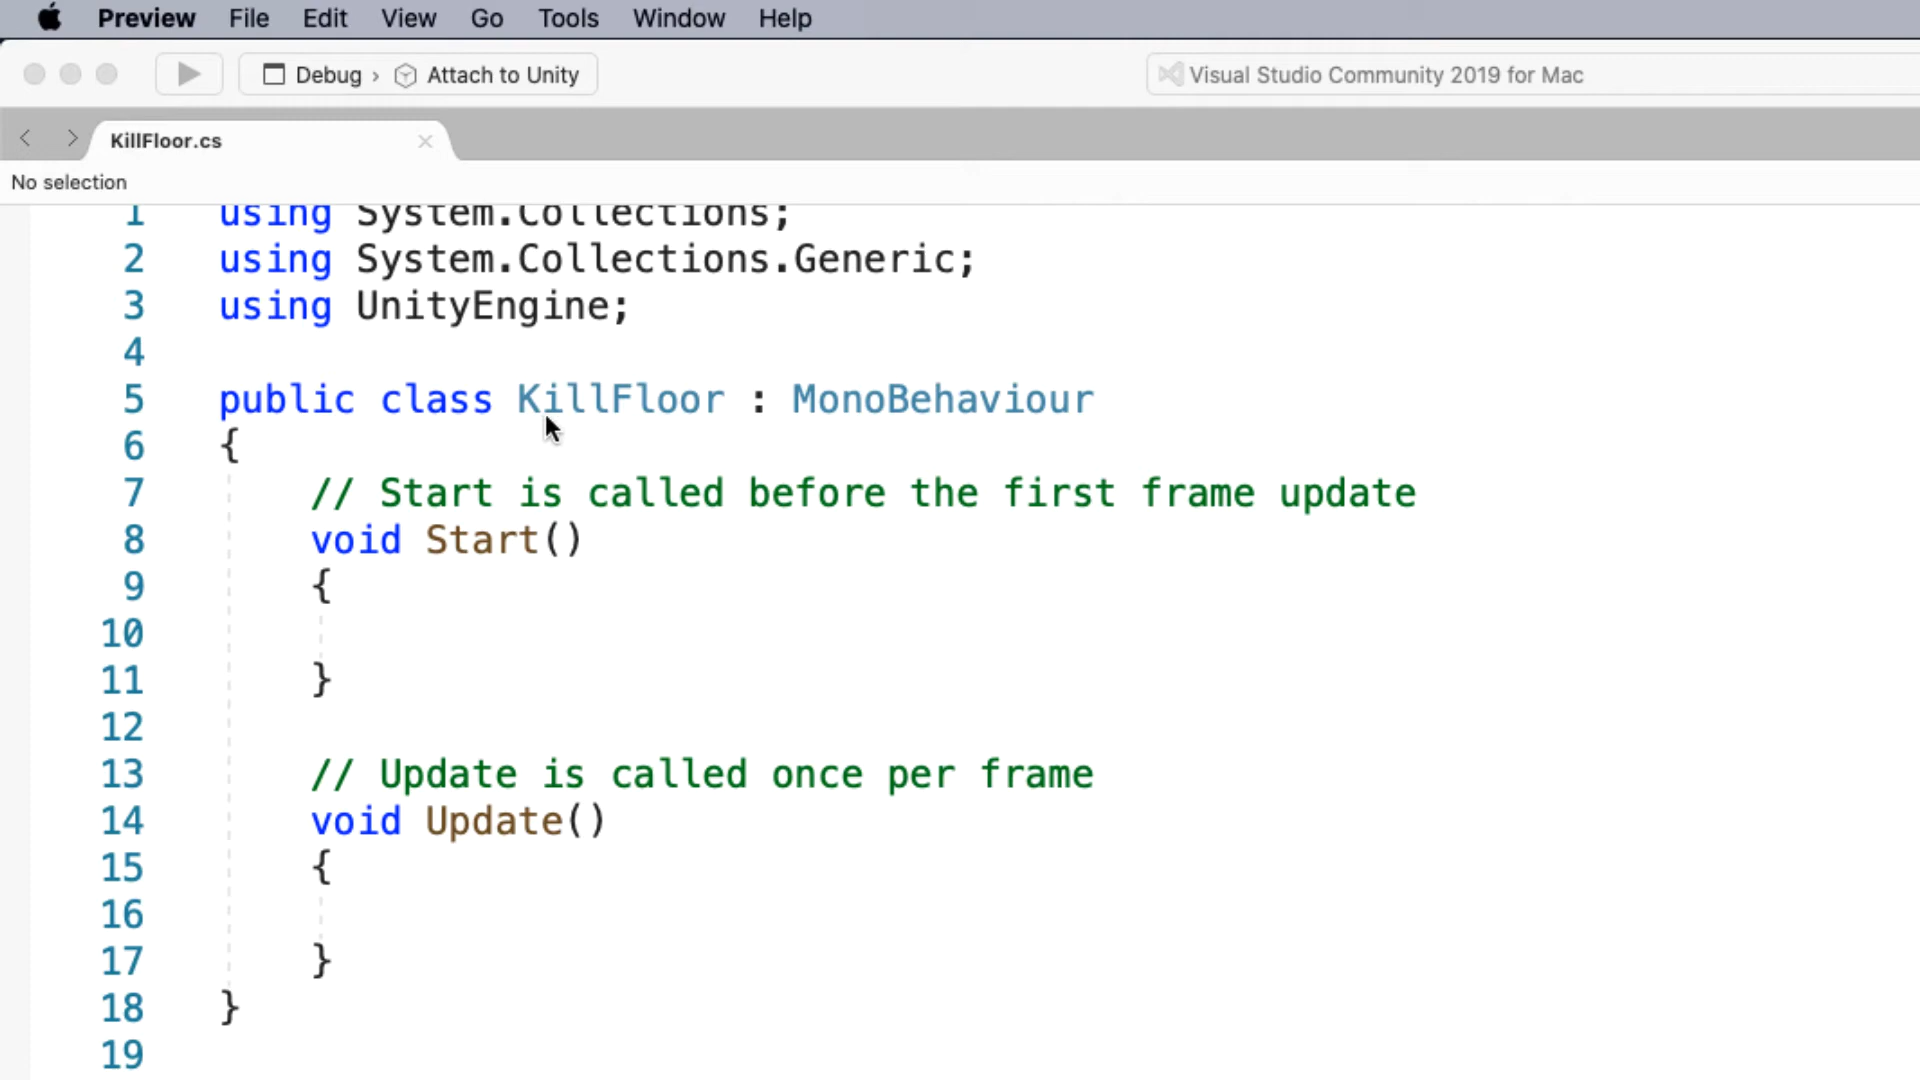 Preview File Edit View Go Tools Window Help
Debug › Attach to Unity
Visual Studio Community 2019 for Mac
KillFloor.cs
No selection
1 using System.Collections;
2 using System.Collections.Generic;
3 using UnityEngine;
4
5 public class KillFloor : MonoBehaviour
6 {
7 // Start is called before the first frame update
8 void Start()
9 {
10
11 }
12
13 // Update is called once per frame
14 void Update()
15 {
16
17 }
18 }
19